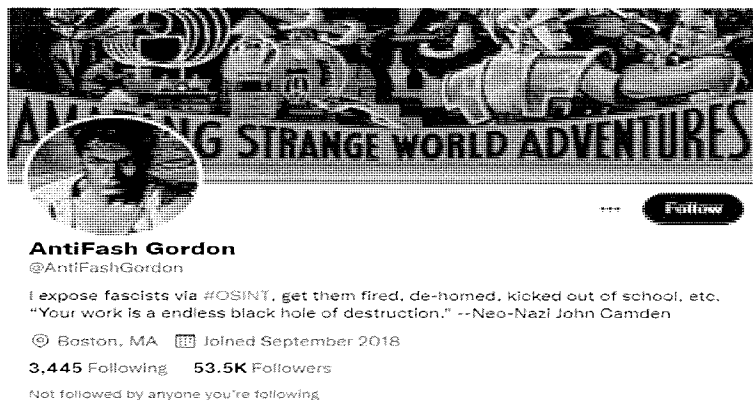 AMAZING STRANGE WORLD ADVENTURES
Follow
AntiFash Gordon
@AntiFashGordon
I expose fascists via #OSINT, get them fired, de-homed, kicked out of school, etc.
“Your work is a endless black hole of destruction.” --Neo-Nazi John Camden
Boston, MA Joined September 2018
3,445 Following 53.5K Followers
Not followed by anyone you're following